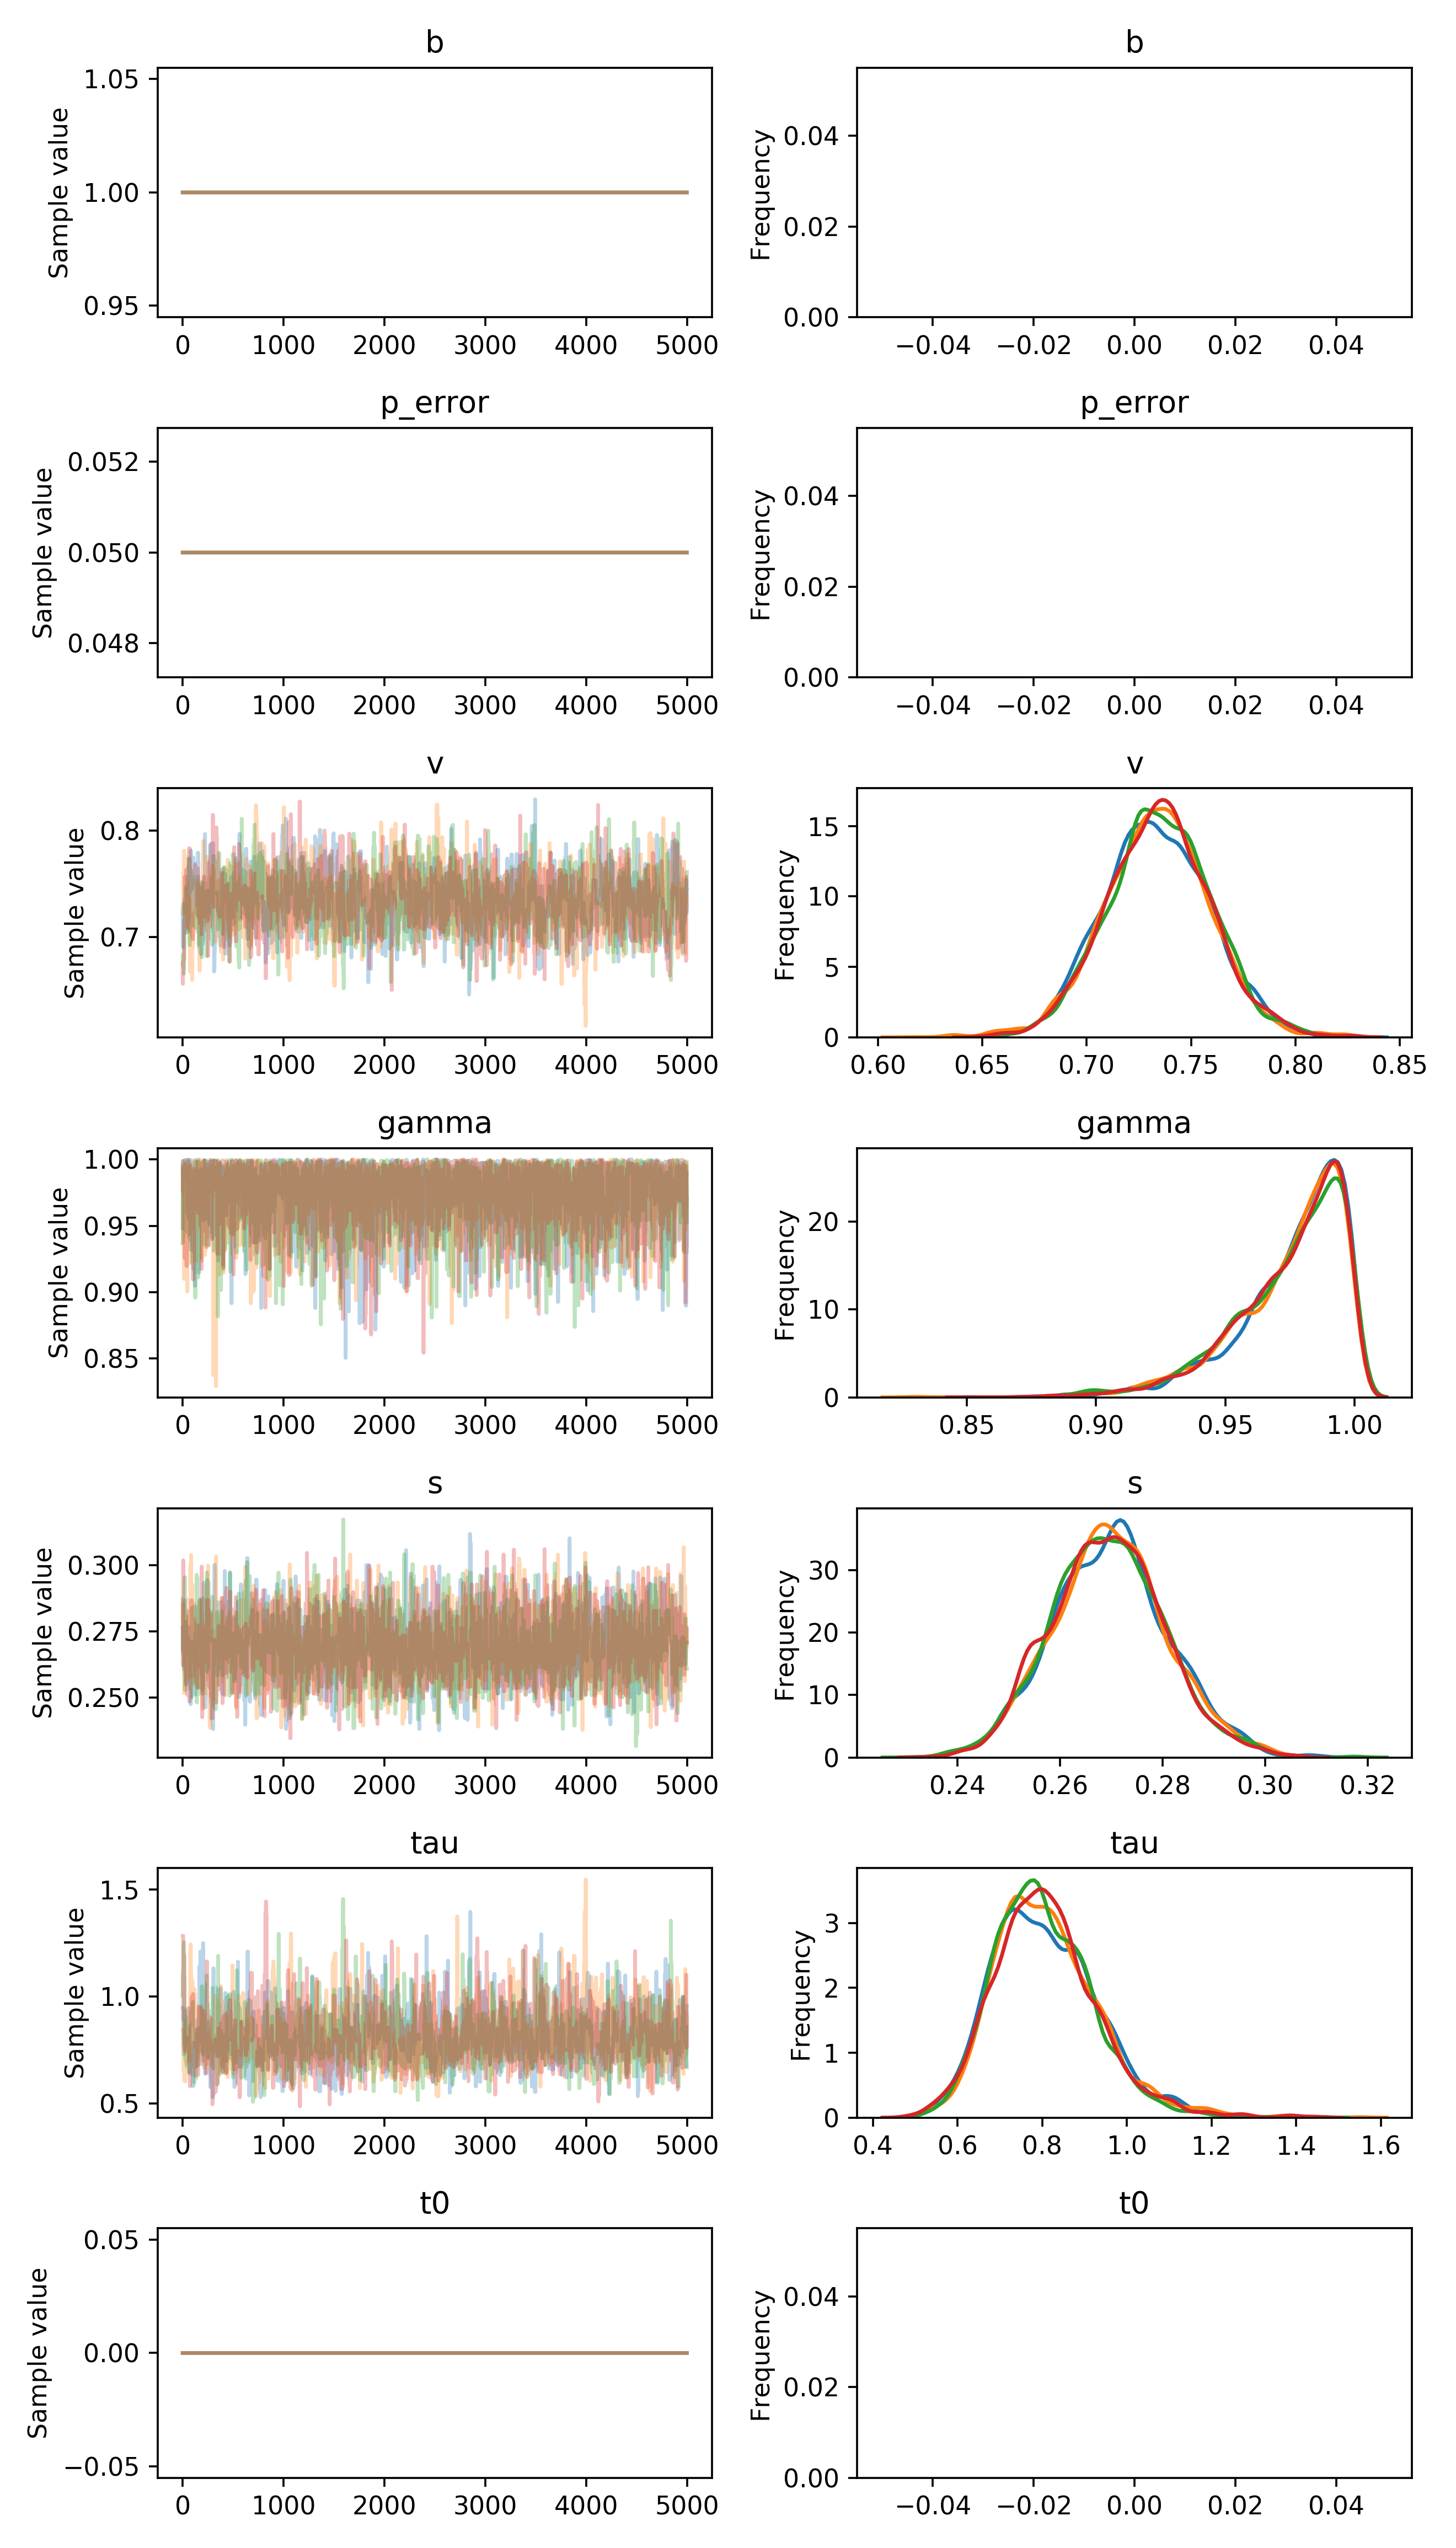 b b
Sample value 1.05 1.00 0.95
0 1000 2000 3000 4000 5000
Frequency 0.04 0.02 0.00
−0.04 −0.02 0.00 0.02 0.04
p_error p_error
Sample value 0.052 0.050 0.048
0 1000 2000 3000 4000 5000
Frequency 0.04 0.02 0.00
−0.04 −0.02 0.00 0.02 0.04
v v
Sample value 0.8 0.7
0 1000 2000 3000 4000 5000
Frequency 15 10 5 0
0.60 0.65 0.70 0.75 0.80 0.85
gamma gamma
Sample value 1.00 0.95 0.90 0.85
0 1000 2000 3000 4000 5000
Frequency 20 10 0
0.85 0.90 0.95 1.00
s s
Sample value 0.300 0.275 0.250
0 1000 2000 3000 4000 5000
Frequency 30 20 10 0
0.24 0.26 0.28 0.30 0.32
tau tau
Sample value 1.5 1.0 0.5
0 1000 2000 3000 4000 5000
Frequency 3 2 1 0
0.4 0.6 0.8 1.0 1.2 1.4 1.6
t0 t0
Sample value 0.05 0.00 −0.05
0 1000 2000 3000 4000 5000
Frequency 0.04 0.02 0.00
−0.04 −0.02 0.00 0.02 0.04